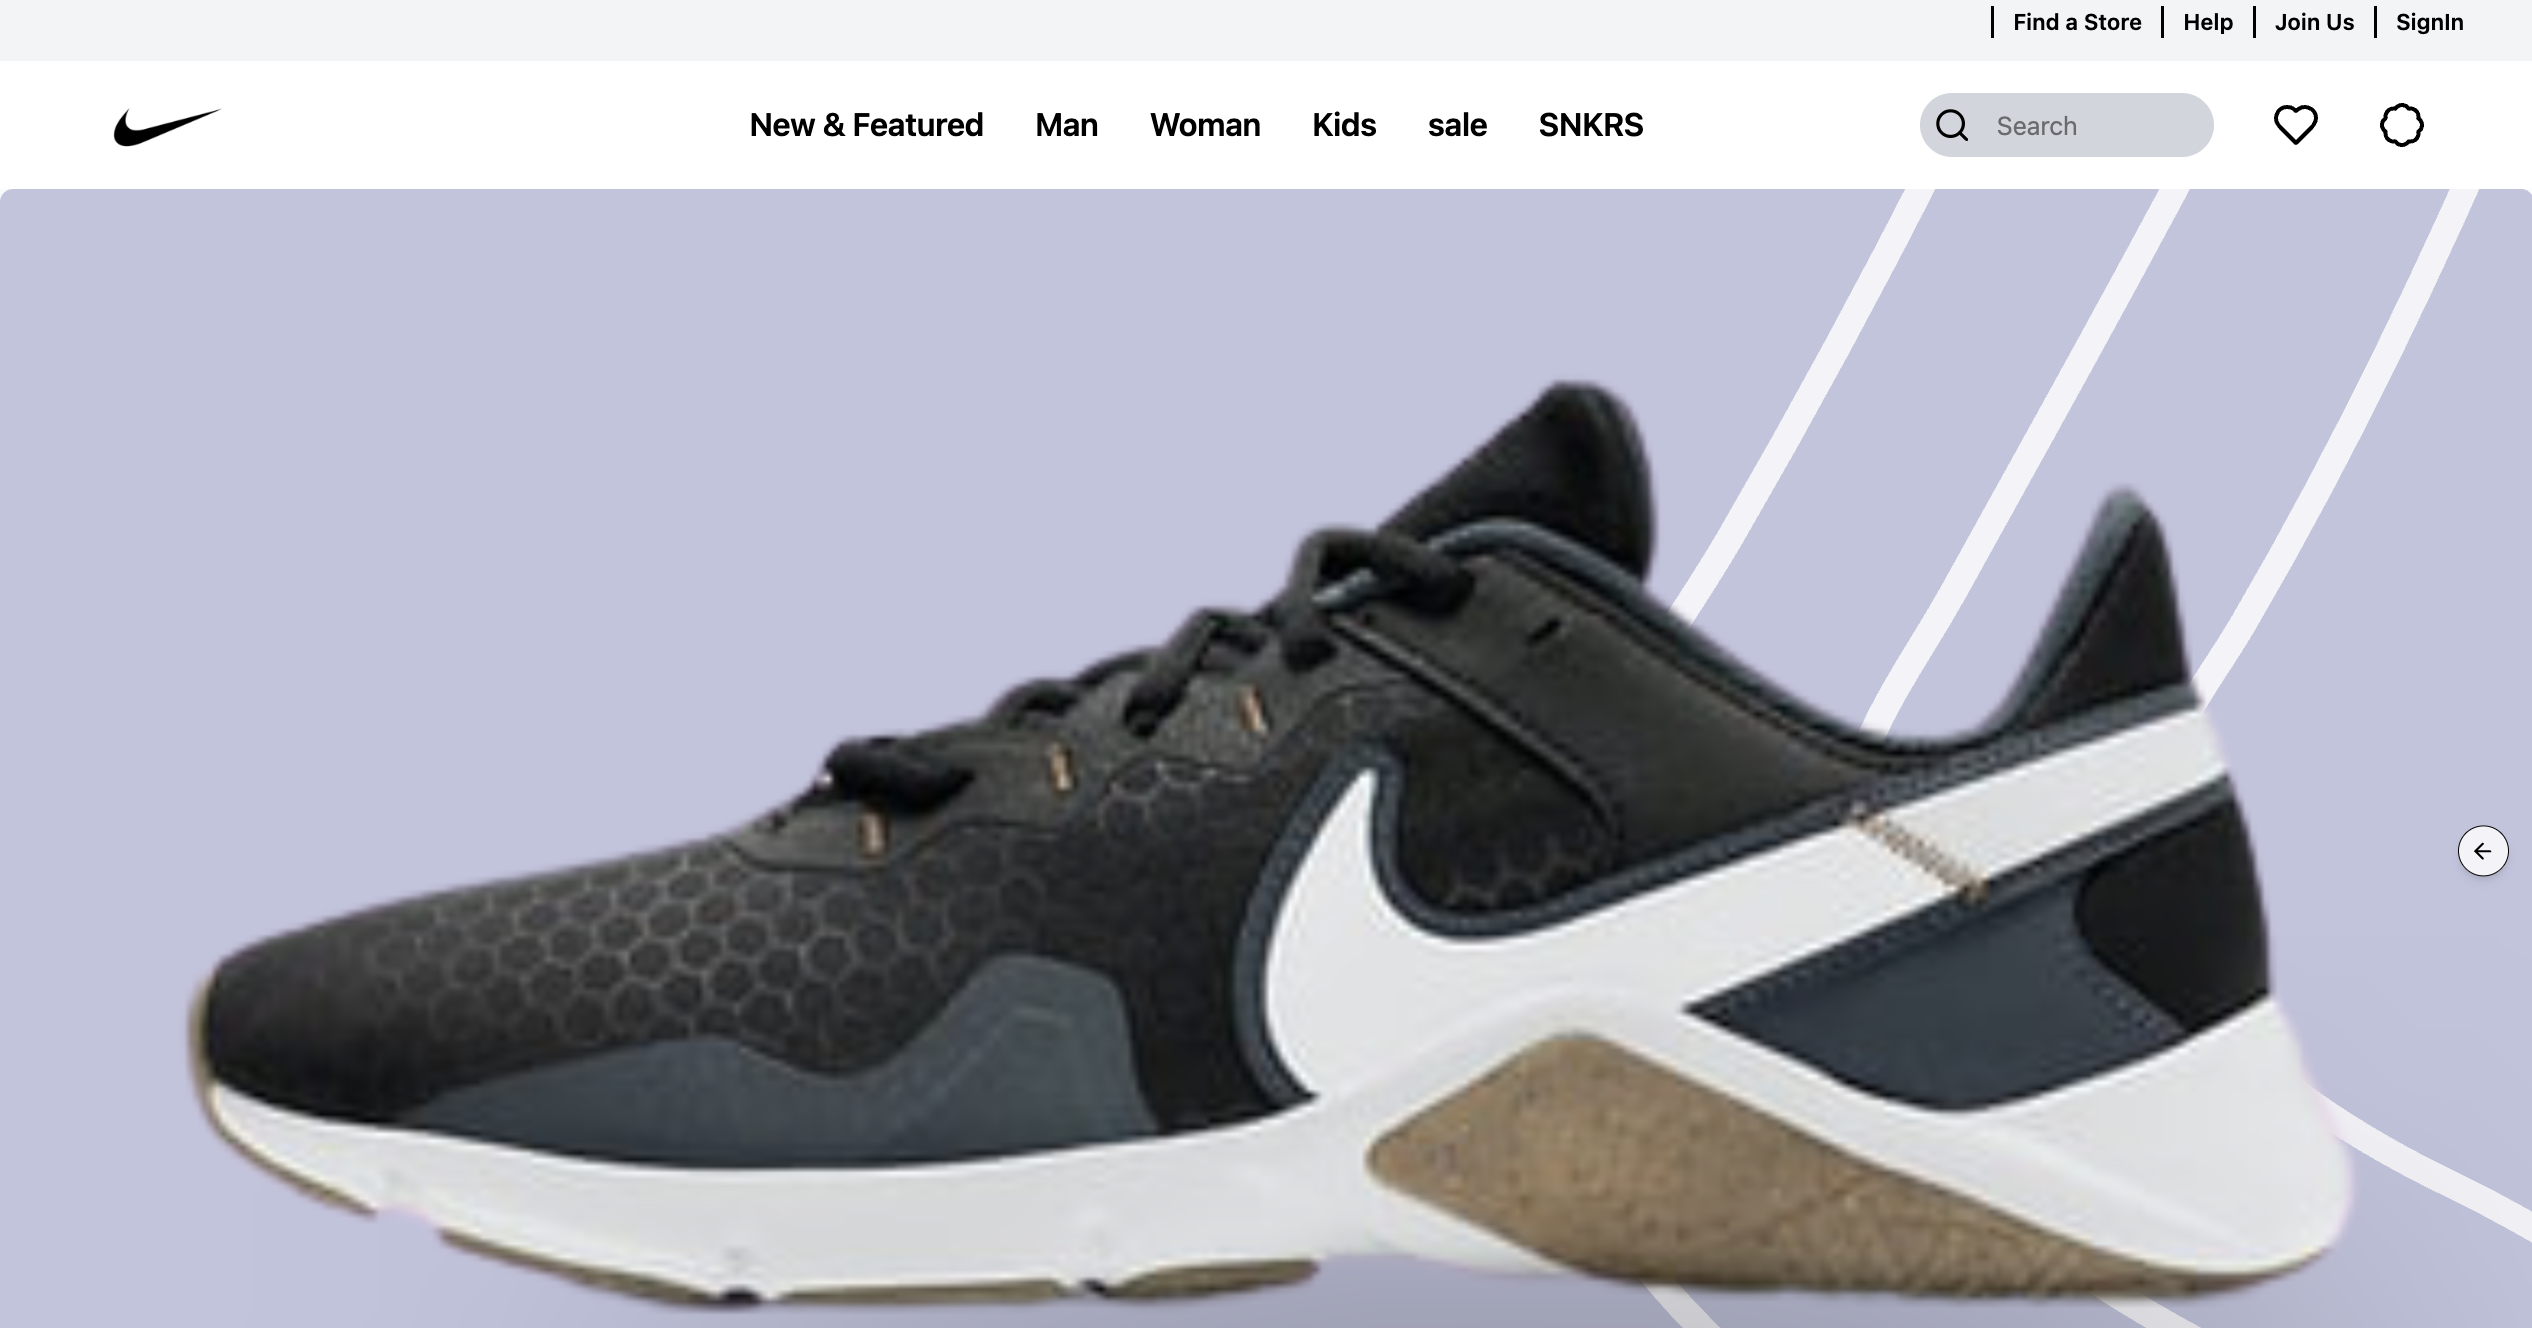 Find a Store | Help | Join Us | SignIn
New & Featured Man Woman Kids sale SNKRS
Search